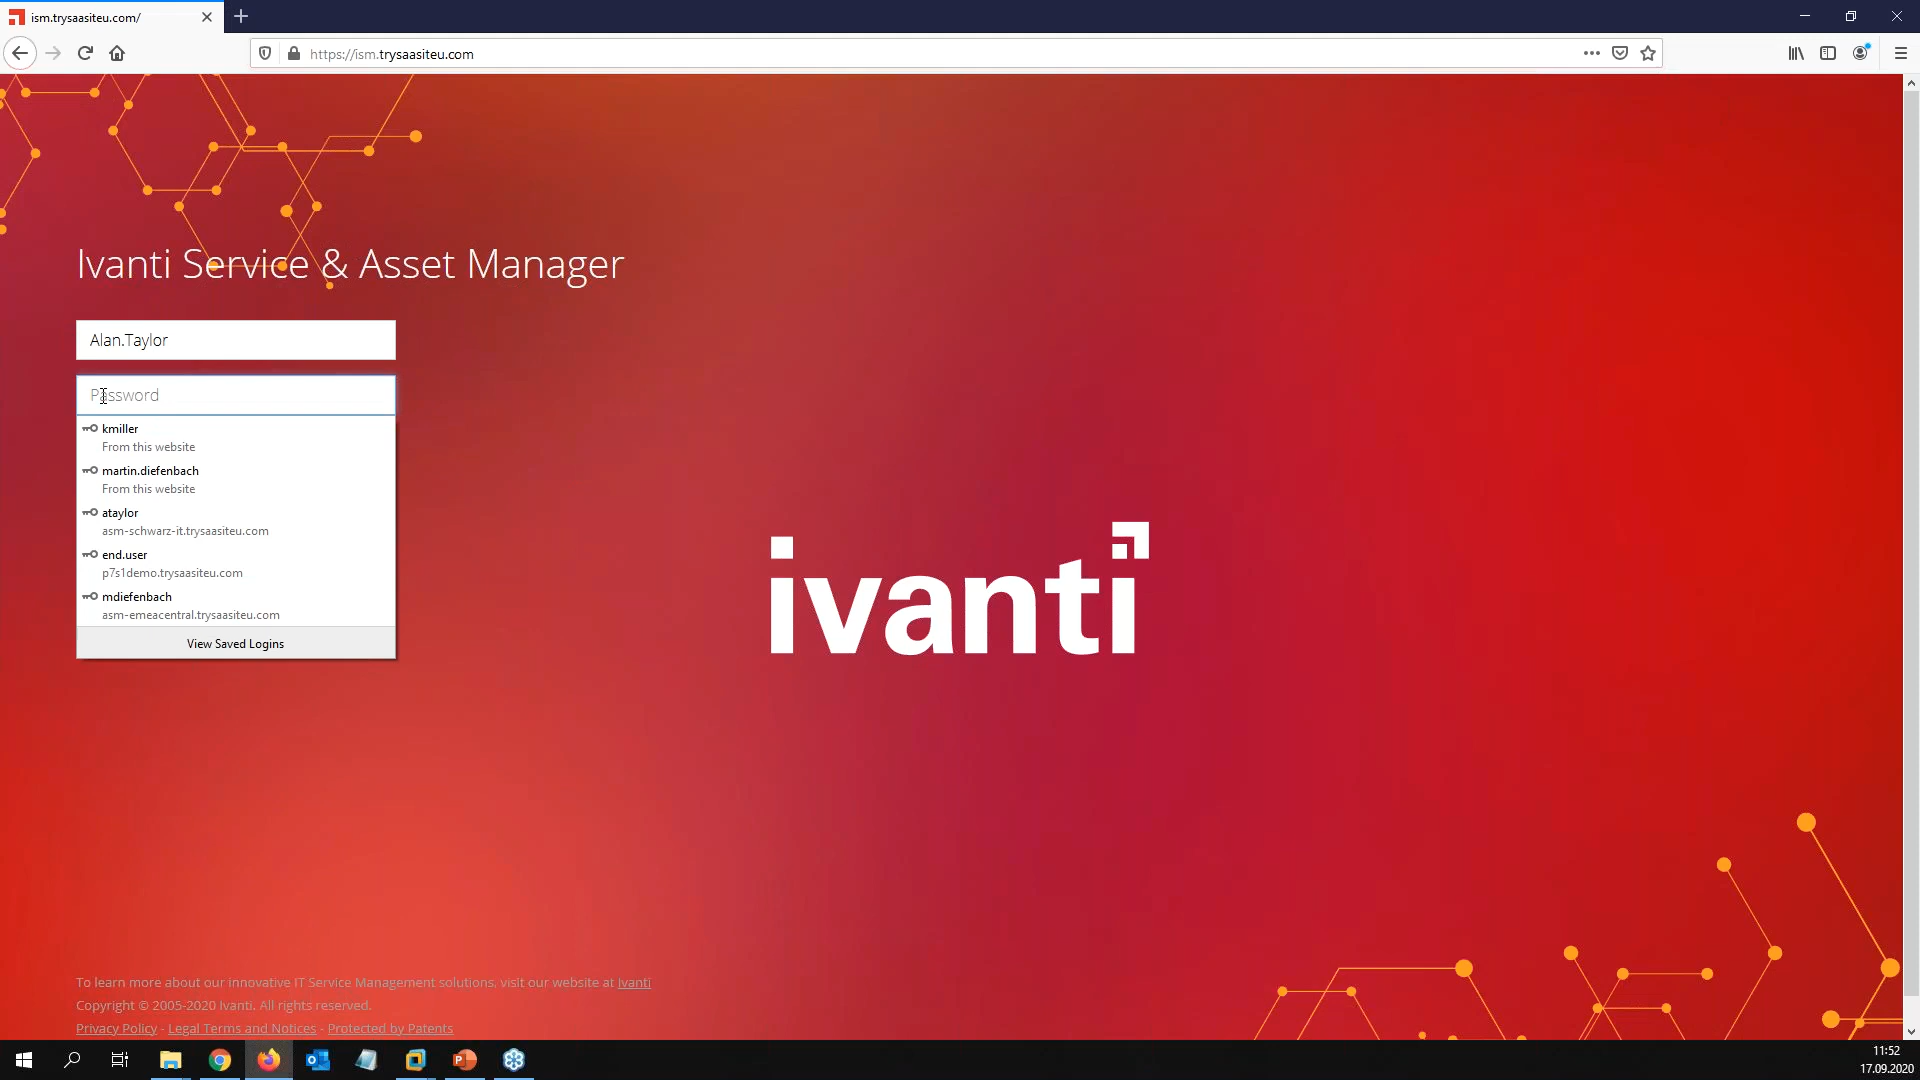 ism.trysaasiteu.com/
https://ism.trysaasiteu.com
Ivanti Service & Asset Manager
Alan.Taylor
Password
kmiller
From this website
martin.diefenbach
From this website
ataylor
asm-schwarz-it.trysaasiteu.com
end.user
p7s1demo.trysaasiteu.com
mdiefenbach
asm-emeacentral.trysaasiteu.com
View Saved Logins
ivanti
To learn more about our innovative IT Service Management solutions, visit our website at Ivanti
Copyright © 2005-2020 Ivanti. All rights reserved.
Privacy Policy - Legal Terms and Notices - Protected by Patents
11:52
17.09.2020